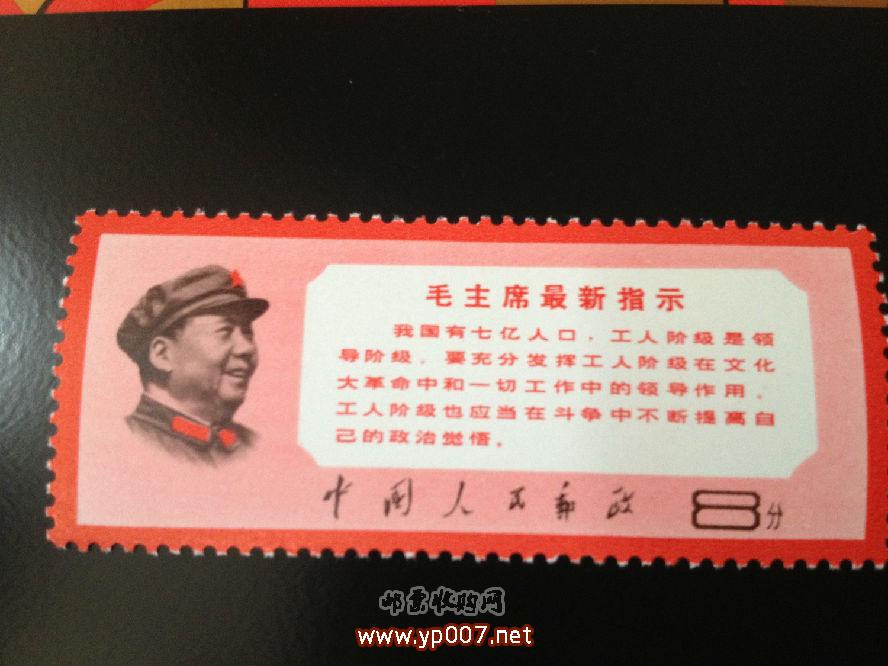 毛主席最新指示
我国有七亿人口，工人阶级是领
导阶级．要充分发挥工人阶级在文化
大革命中和一切工作中的领导作用．
工人阶级也应当在斗争中不断提高自
己的政治觉悟．
中国人民邮政 8分
邮票收购网
www.yp007.net